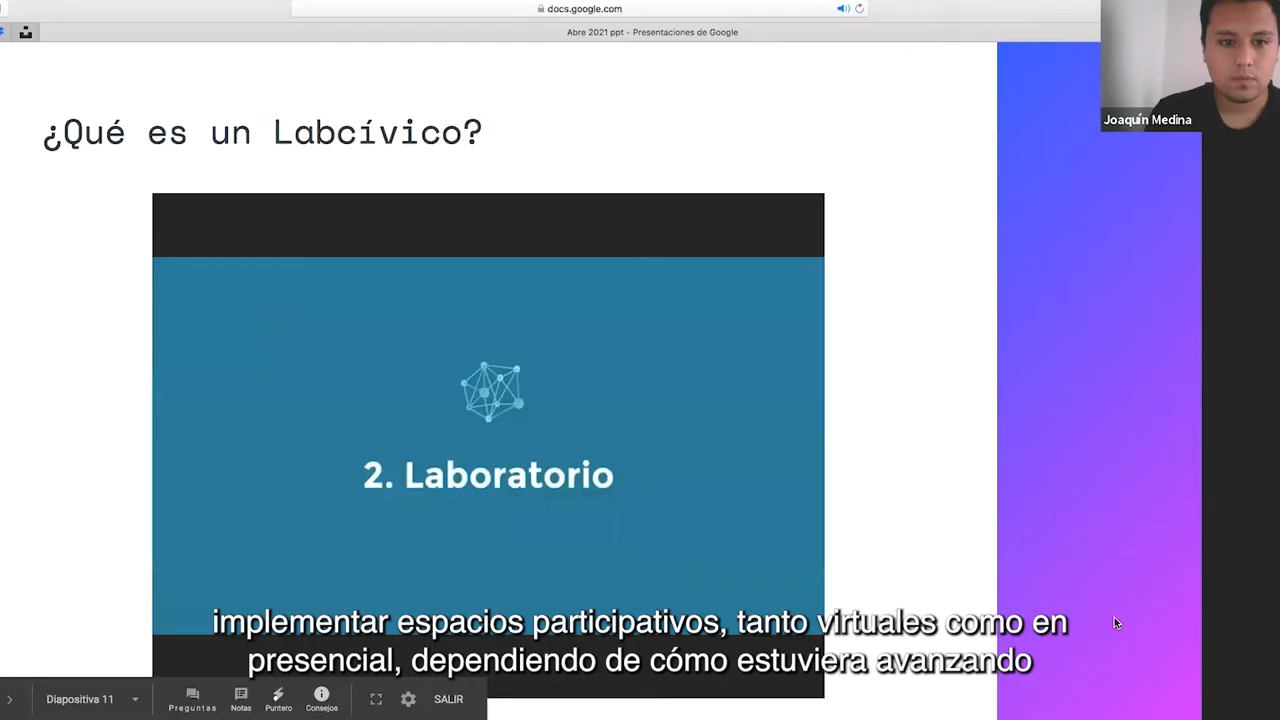 docs.google.com
Abre 2021 ppt - Presentaciones de Google
Joaquín Medina
¿Qué es un Labcívico?
2. Laboratorio
implementar espacios participativos, tanto virtuales como en
presencial, dependiendo de cómo estuviera avanzando
Diapositiva 11
Preguntas
Notas
Puntero
Consejos
SALIR